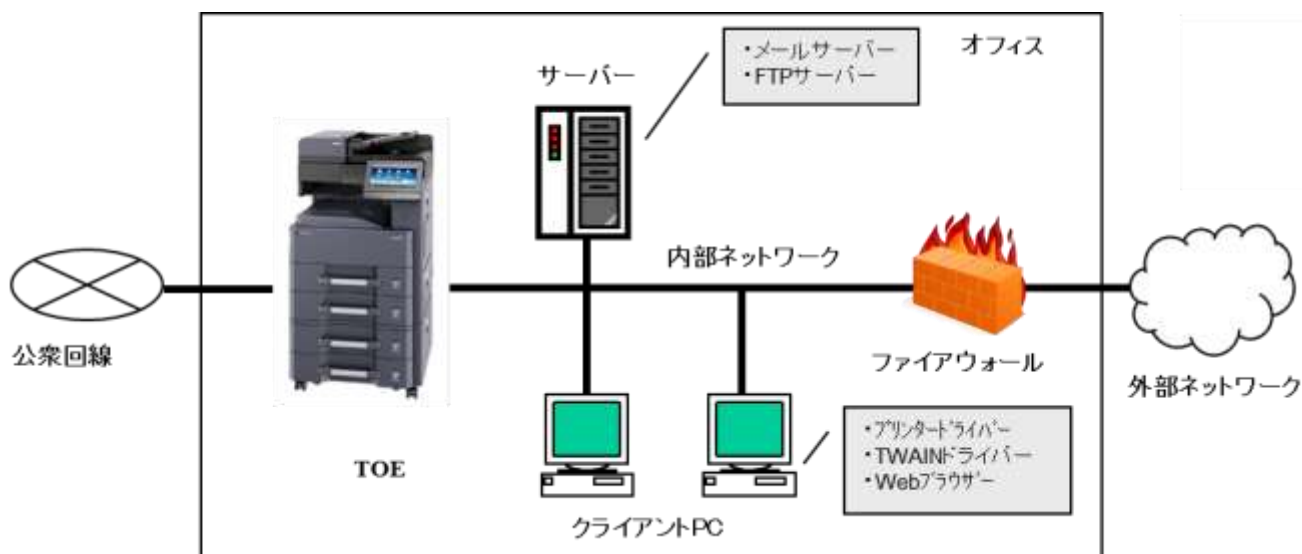 オフィス
・メールサーバー
・FTPサーバー
サーバー
内部ネットワーク
公衆回線
ファイアウォール
外部ネットワーク
TOE
・プリンタードライバー
・TWAINドライバー
・Webブラウザー
クライアントPC